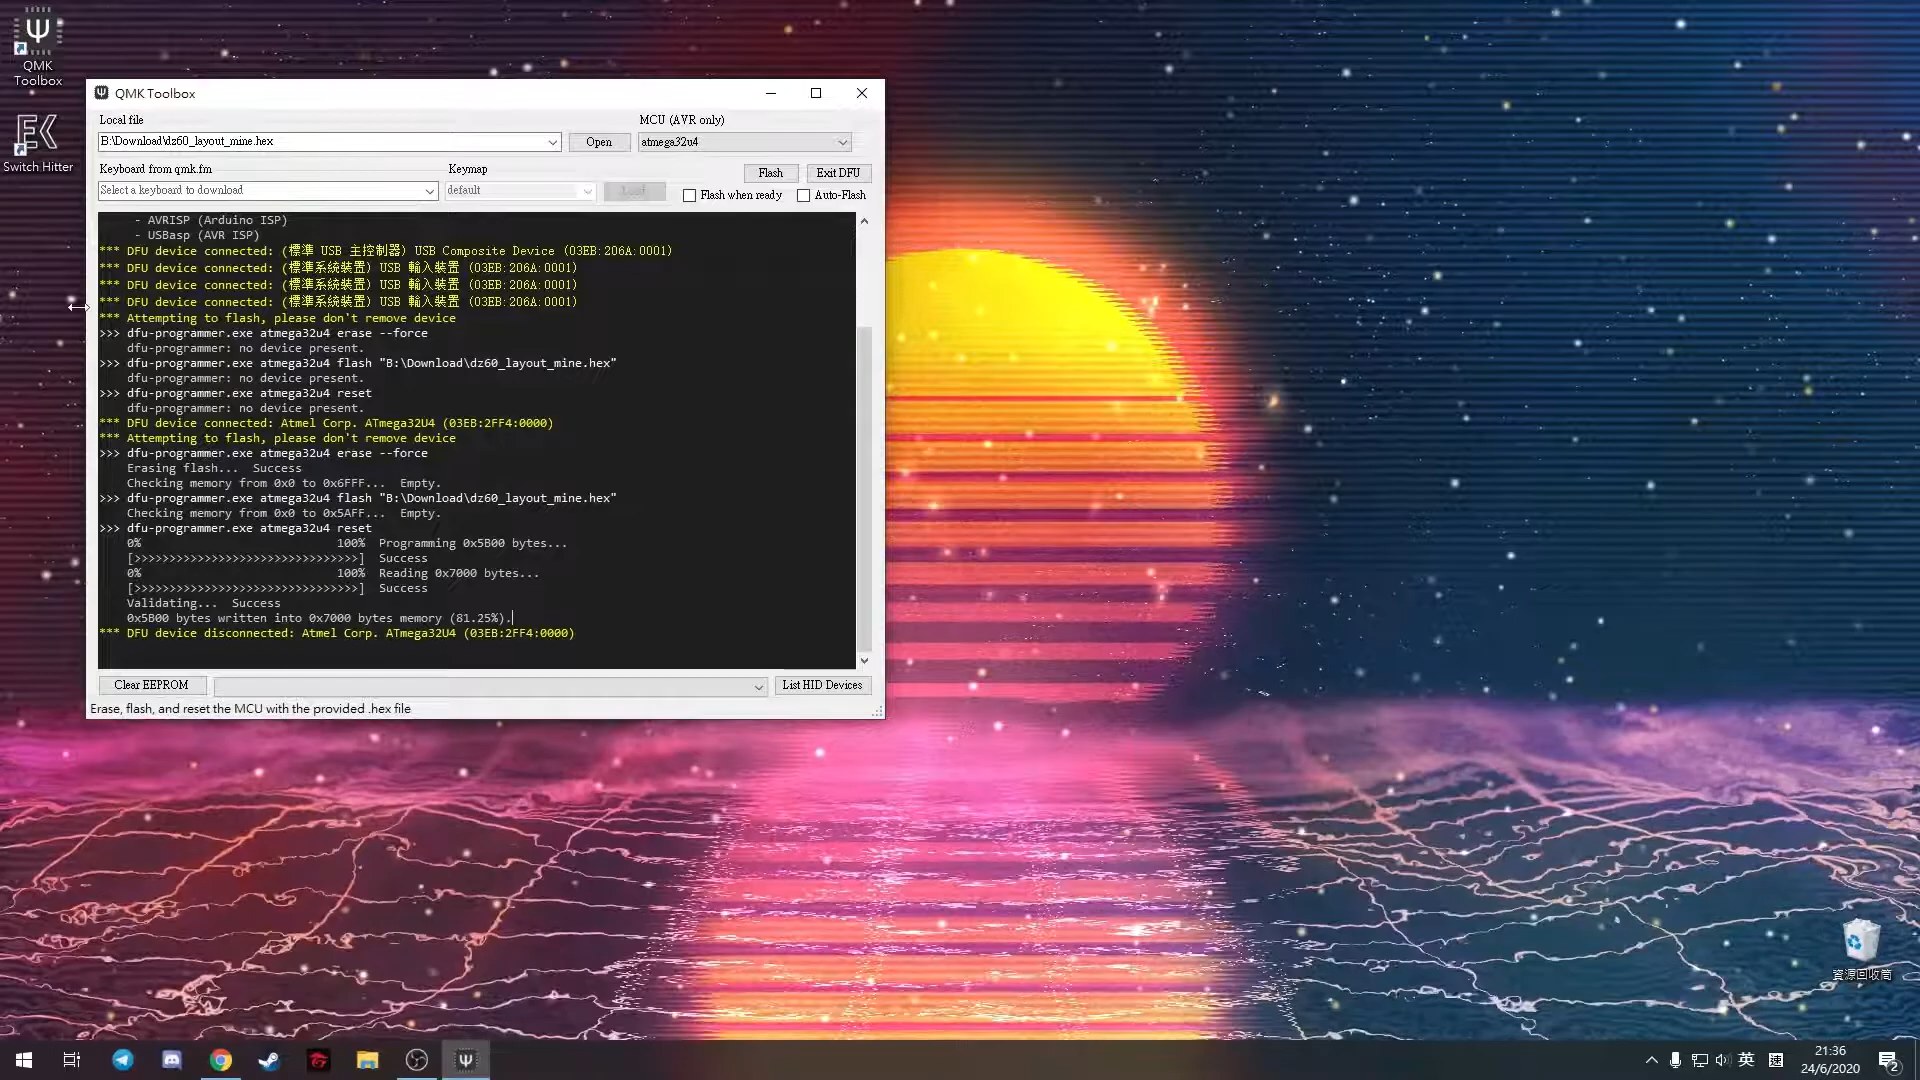 QMK
Toolbox
Switch Hitter
QMK Toolbox
Local file
MCU (AVR only)
B:\Download\dz60_layout_mine.hex
Open
atmega32u4
Keyboard from qmk.fm
Keymap
Flash
Exit DFU
Select a keyboard to download
default
Load
Flash when ready
Auto-Flash
- AVRISP (Arduino ISP)
- USBasp (AVR ISP)
*** DFU device connected: (標準 USB 主控制器) USB Composite Device (03EB:206A:0001)
*** DFU device connected: (標準系統裝置) USB 輸入裝置 (03EB:206A:0001)
*** DFU device connected: (標準系統裝置) USB 輸入裝置 (03EB:206A:0001)
*** DFU device connected: (標準系統裝置) USB 輸入裝置 (03EB:206A:0001)
*** Attempting to flash, please don't remove device
>>> dfu-programmer.exe atmega32u4 erase --force
dfu-programmer: no device present.
>>> dfu-programmer.exe atmega32u4 flash "B:\Download\dz60_layout_mine.hex"
dfu-programmer: no device present.
>>> dfu-programmer.exe atmega32u4 reset
dfu-programmer: no device present.
*** DFU device connected: Atmel Corp. ATmega32U4 (03EB:2FF4:0000)
*** Attempting to flash, please don't remove device
>>> dfu-programmer.exe atmega32u4 erase --force
Erasing flash... Success
Checking memory from 0x0 to 0x6FFF... Empty.
>>> dfu-programmer.exe atmega32u4 flash "B:\Download\dz60_layout_mine.hex"
Checking memory from 0x0 to 0x5AFF... Empty.
>>> dfu-programmer.exe atmega32u4 reset
0% 100% Programming 0x5B00 bytes...
[>>>>>>>>>>>>>>>>>>>>>>>>>>>>>>>>] Success
0% 100% Reading 0x7000 bytes...
[>>>>>>>>>>>>>>>>>>>>>>>>>>>>>>>>] Success
Validating... Success
0x5B00 bytes written into 0x7000 bytes memory (81.25%).
*** DFU device disconnected: Atmel Corp. ATmega32U4 (03EB:2FF4:0000)
Clear EEPROM
List HID Devices
Erase, flash, and reset the MCU with the provided .hex file
資源回收筒
英
速
21:36
24/6/2020
2